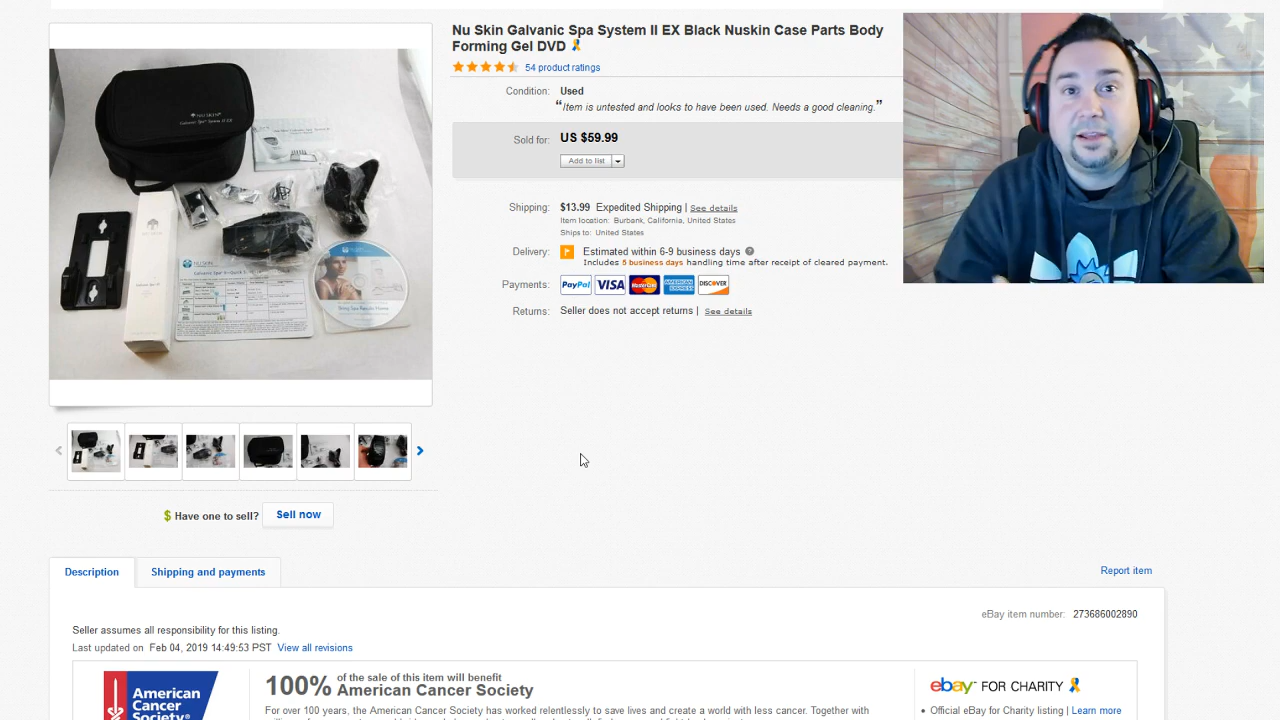 Nu Skin Galvanic Spa System II EX Black Nuskin Case Parts Body
Forming Gel DVD
54 product ratings
Condition: Used
“Item is untested and looks to have been used. Needs a good cleaning.”
Sold for: US $59.99
Add to list
Shipping: $13.99 Expedited Shipping | See details
Item location: Burbank, California, United States
Ships to: United States
Delivery: Estimated within 6-9 business days ?
Includes 5 business days handling time after receipt of cleared payment.
Payments: PayPal VISA MasterCard AMERICAN EXPRESS DISCOVER
Returns: Seller does not accept returns | See details
NU SKIN
$ Have one to sell? Sell now
Description
Shipping and payments
Report item
eBay item number: 273686002890
Seller assumes all responsibility for this listing.
Last updated on Feb 04, 2019 14:49:53 PST View all revisions
American
Cancer
Society®
100% of the sale of this item will benefit
American Cancer Society
For over 100 years, the American Cancer Society has worked relentlessly to save lives and create a world with less cancer. Together with
ebay FOR CHARITY
• Official eBay for Charity listing | Learn more